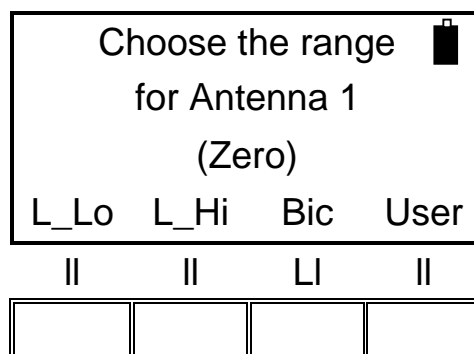 Choose the range
for Antenna 1
(Zero)
L_Lo L_Hi Bic User
ll ll Ll ll